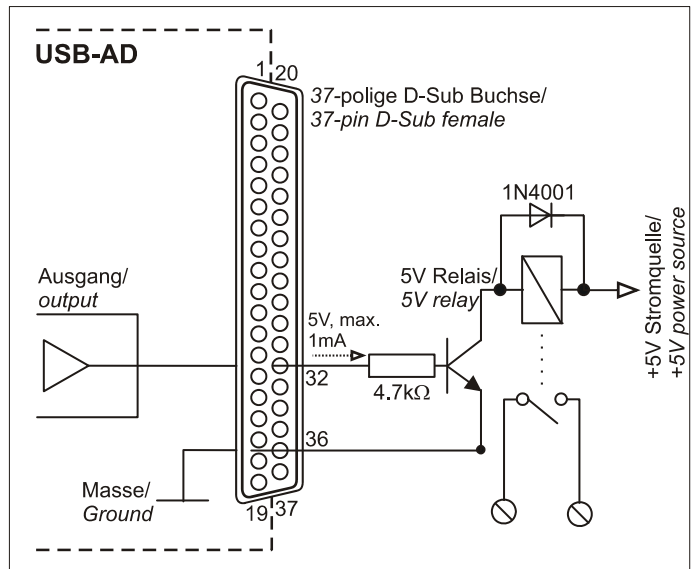 USB-AD
1 20
37-polige D-Sub Buchse/
37-pin D-Sub female
1N4001
Ausgang/
output
5V Relais/
5V relay
+5V Stromquelle/
+5V power source
5V, max.
1mA
32
4.7kΩ
36
Masse/
Ground
19 37